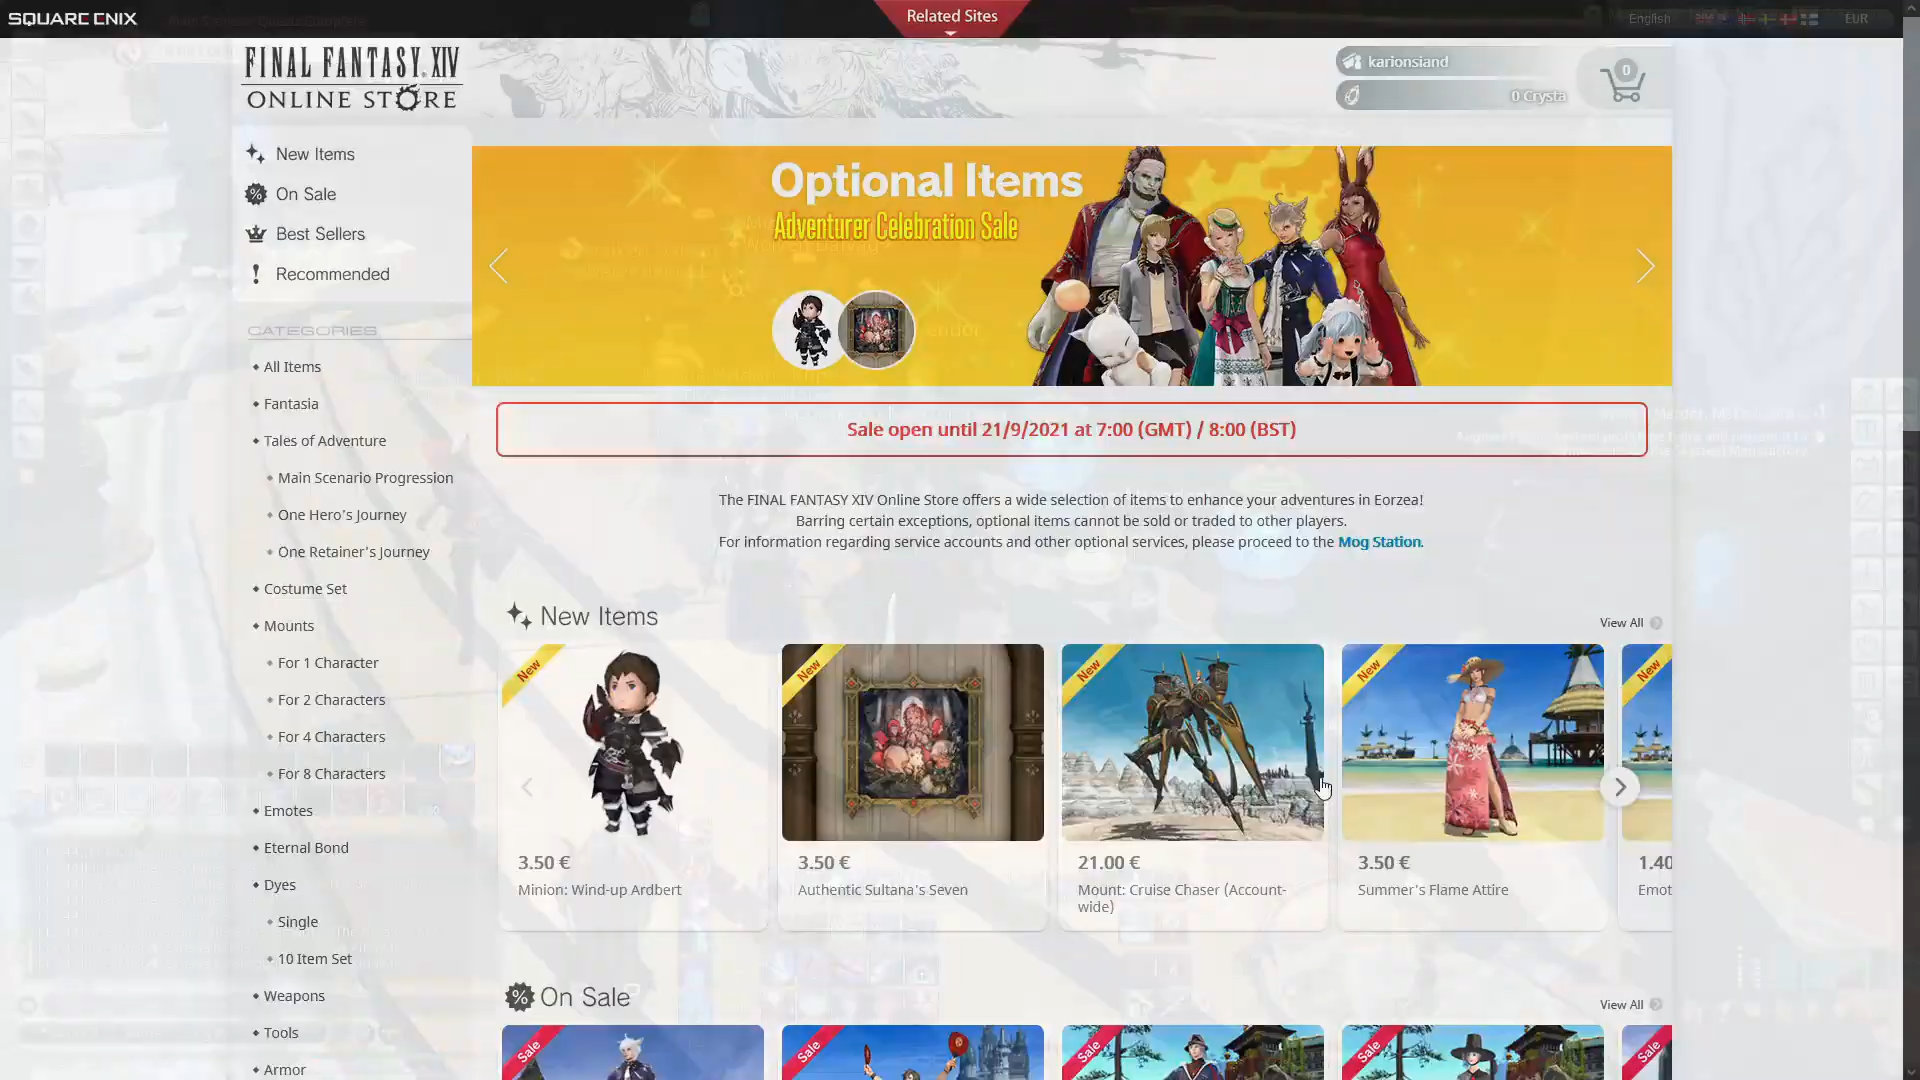 SQUARE ENIX
Related Sites
English
EUR
FINAL FANTASY XIV
ONLINE STORE
karionsiand
0 Crysta
0
New Items
On Sale
Best Sellers
Recommended
CATEGORIES
All Items
Fantasia
Tales of Adventure
Main Scenario Progression
One Hero's Journey
One Retainer's Journey
Costume Set
Mounts
For 1 Character
For 2 Characters
For 4 Characters
For 8 Characters
Emotes
Eternal Bond
Dyes
Single
10 Item Set
Weapons
Tools
Armor
Optional Items
Adventurer Celebration Sale
Sale open until 21/9/2021 at 7:00 (GMT) / 8:00 (BST)
The FINAL FANTASY XIV Online Store offers a wide selection of items to enhance your adventures in Eorzea!
Barring certain exceptions, optional items cannot be sold or traded to other players.
For information regarding service accounts and other optional services, please proceed to the Mog Station.
New Items
View All
New
New
New
New
New
3.50 €
Minion: Wind-up Ardbert
3.50 €
Authentic Sultana's Seven
21.00 €
Mount: Cruise Chaser (Account-
wide)
3.50 €
Summer's Flame Attire
1.40
Emot
On Sale
View All
Sale
Sale
Sale
Sale
Sale